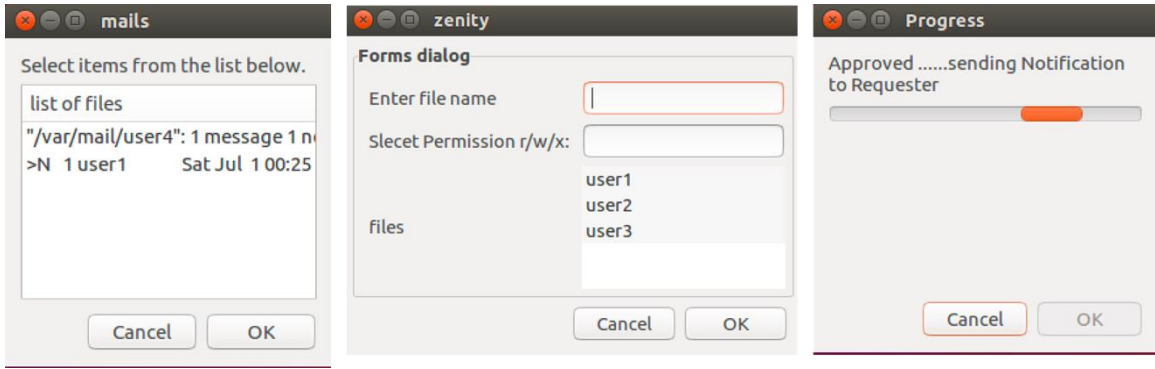 mails
Select items from the list below.
list of files
"/var/mail/user4": 1 message 1
>N 1 user1 Sat Jul 1 00:25
Cancel OK
zenity
Forms dialog
Enter file name
Slecet Permission r/w/x:
files
user1
user2
user3
Cancel OK
Progress
Approved ......sending Notification
to Requester
Cancel OK